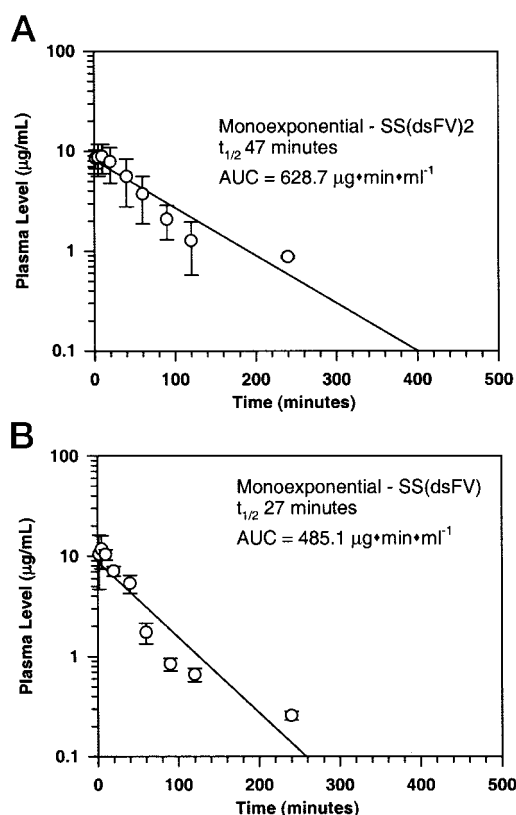 A
100
10
1
0.1
Plasma Level (µg/mL)
Monoexponential - SS(dsFV)2
t1/2 47 minutes
AUC = 628.7 µg•min•ml-1
0 100 200 300 400 500
Time (minutes)
B
100
10
1
0.1
Plasma Level (µg/mL)
Monoexponential - SS(dsFV)
t1/2 27 minutes
AUC = 485.1 µg•min•ml-1
0 100 200 300 400 500
Time (minutes)